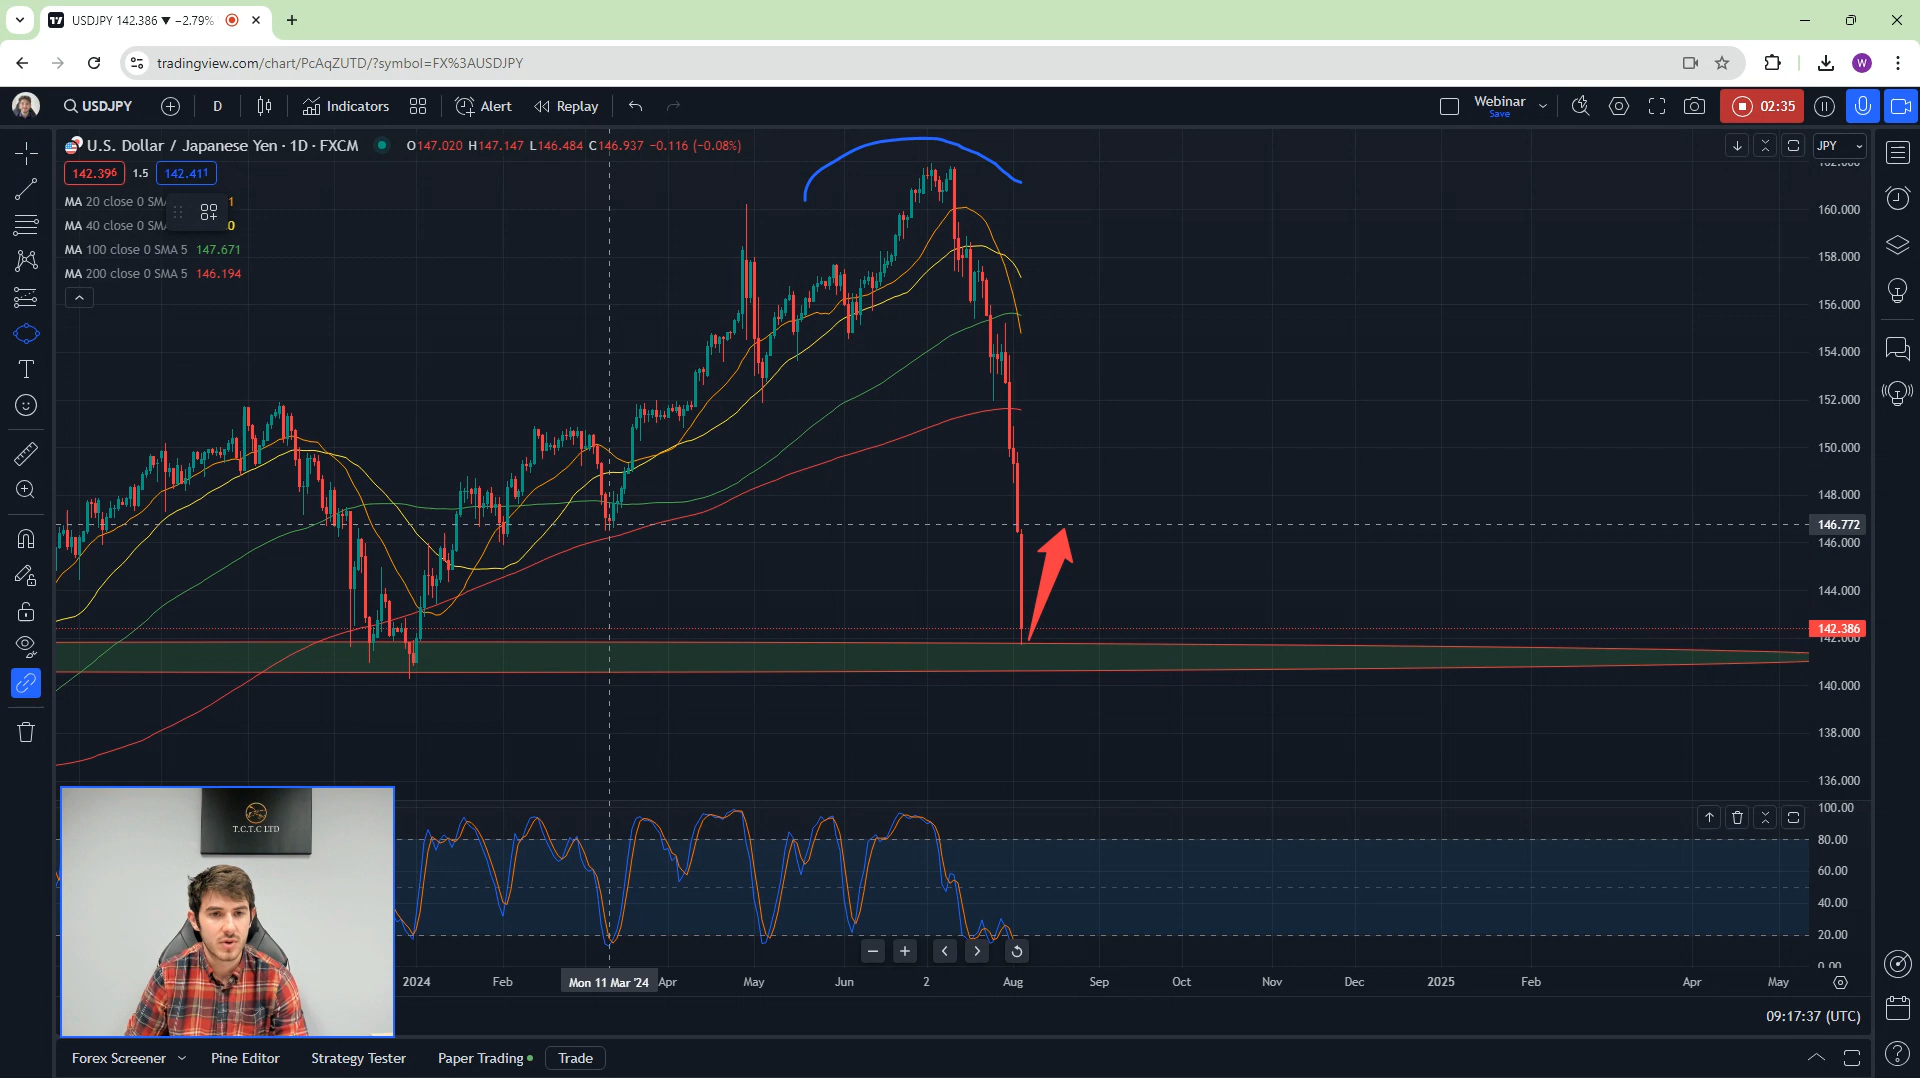 USDJPY 142.386 ▼ −2.79%
tradingview.com/chart/PcAqZUTD/?symbol=FX%3AUSDJPY
W
USDJPY
D
Indicators
Alert
Replay
Webinar
Save
02:35
U.S. Dollar / Japanese Yen · 1D · FXCM
O147.020 H147.147 L146.484 C146.937 −0.116 (−0.08%)
JPY
142.396 1.5 142.411
MA 20 close 0 SMA 1
MA 40 close 0 SM 0
MA 100 close 0 SMA 5 147.671
MA 200 close 0 SMA 5 146.194
160.000
158.000
156.000
154.000
152.000
150.000
148.000
146.772
146.000
144.000
142.386
142.000
140.000
138.000
136.000
100.00
80.00
60.00
40.00
20.00
0.00
T.C.T.C LTD
2024 Feb Mon 11 Mar '24 Apr May Jun 2 Aug Sep Oct Nov Dec 2025 Feb Apr May
09:17:37 (UTC)
Forex Screener Pine Editor Strategy Tester Paper Trading Trade